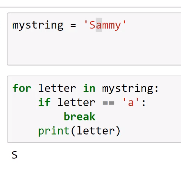 mystring = 'Sammy'
for letter in mystring:
    if letter == 'a':
        break
    print(letter)
S